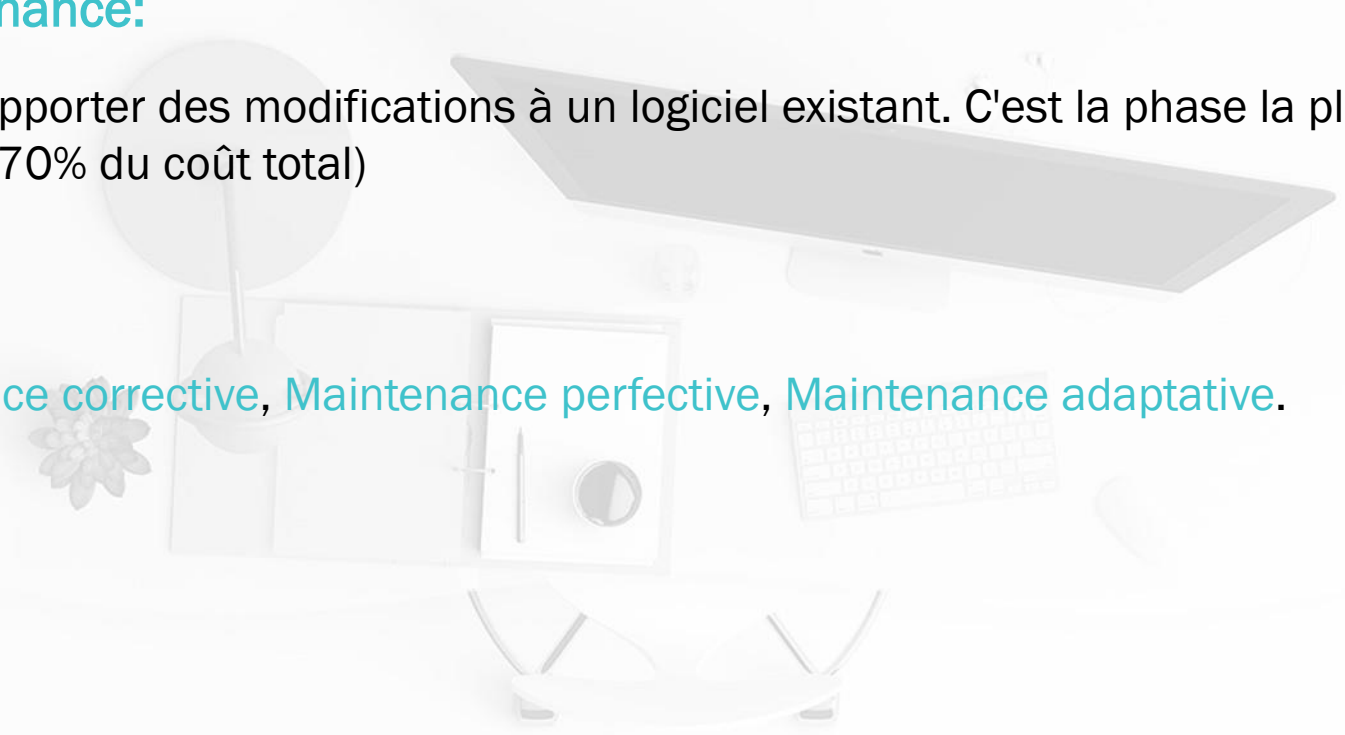 nance:
pporter des modifications à un logiciel existant. C'est la phase la pl
70% du coût total)
ce corrective, Maintenance perfective, Maintenance adaptative.